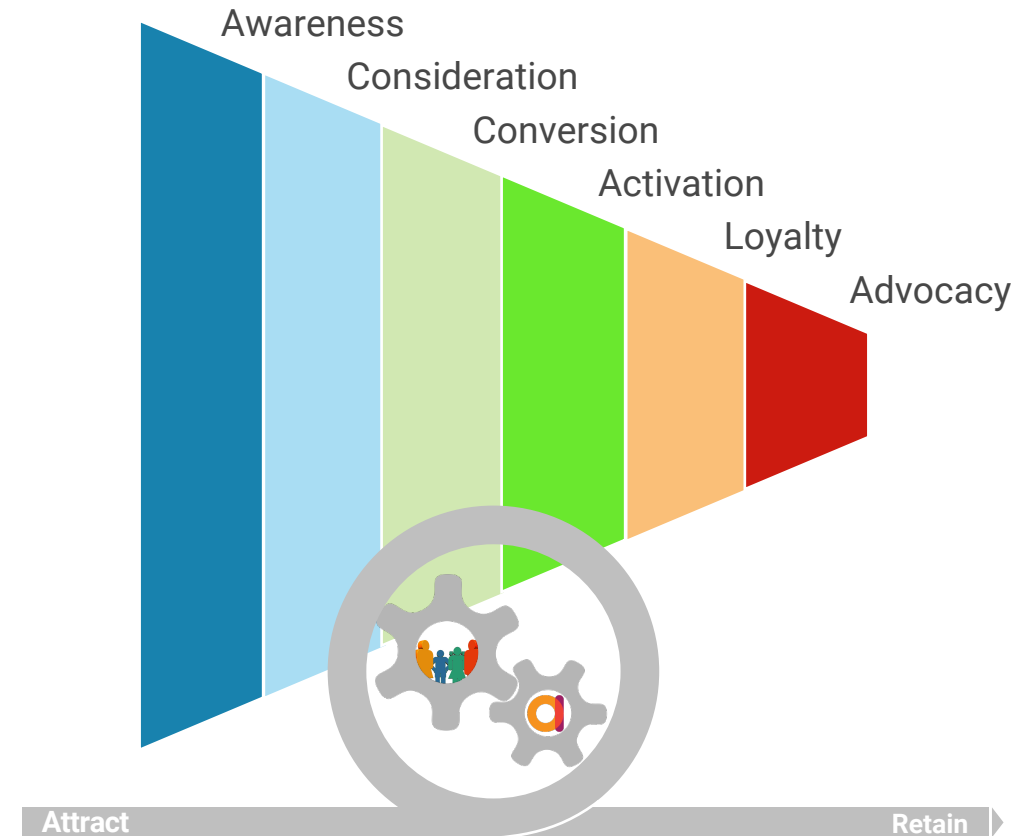 Awareness
Consideration
Conversion
Activation
Loyalty
Advocacy
Attract
Retain